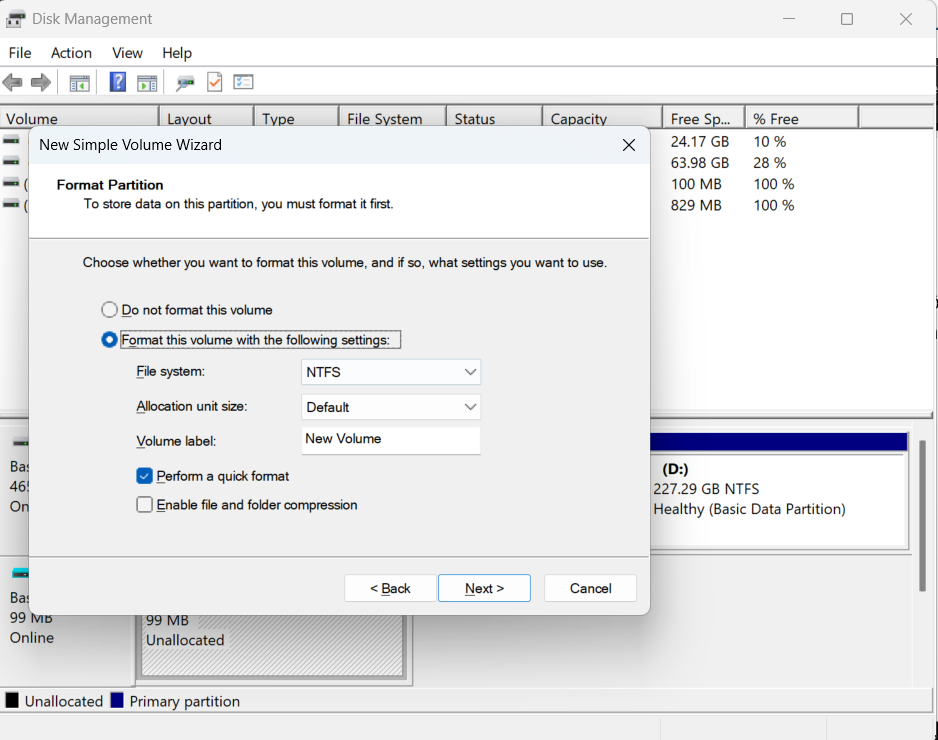 Disk Management
File Action View Help
Volume Layout Type File System Status Capacity Free Sp... % Free
24.17 GB 10 %
63.98 GB 28 %
( 100 MB 100 %
( 829 MB 100 %
New Simple Volume Wizard
Format Partition
To store data on this partition, you must format it first.
Choose whether you want to format this volume, and if so, what settings you want to use.
Do not format this volume
Format this volume with the following settings:
File system: NTFS
Allocation unit size: Default
Volume label: New Volume
Perform a quick format
Enable file and folder compression
< Back Next > Cancel
Bas
465
On
(D:)
227.29 GB NTFS
Healthy (Basic Data Partition)
Bas
99 MB
Online
99 MB
Unallocated
Unallocated Primary partition